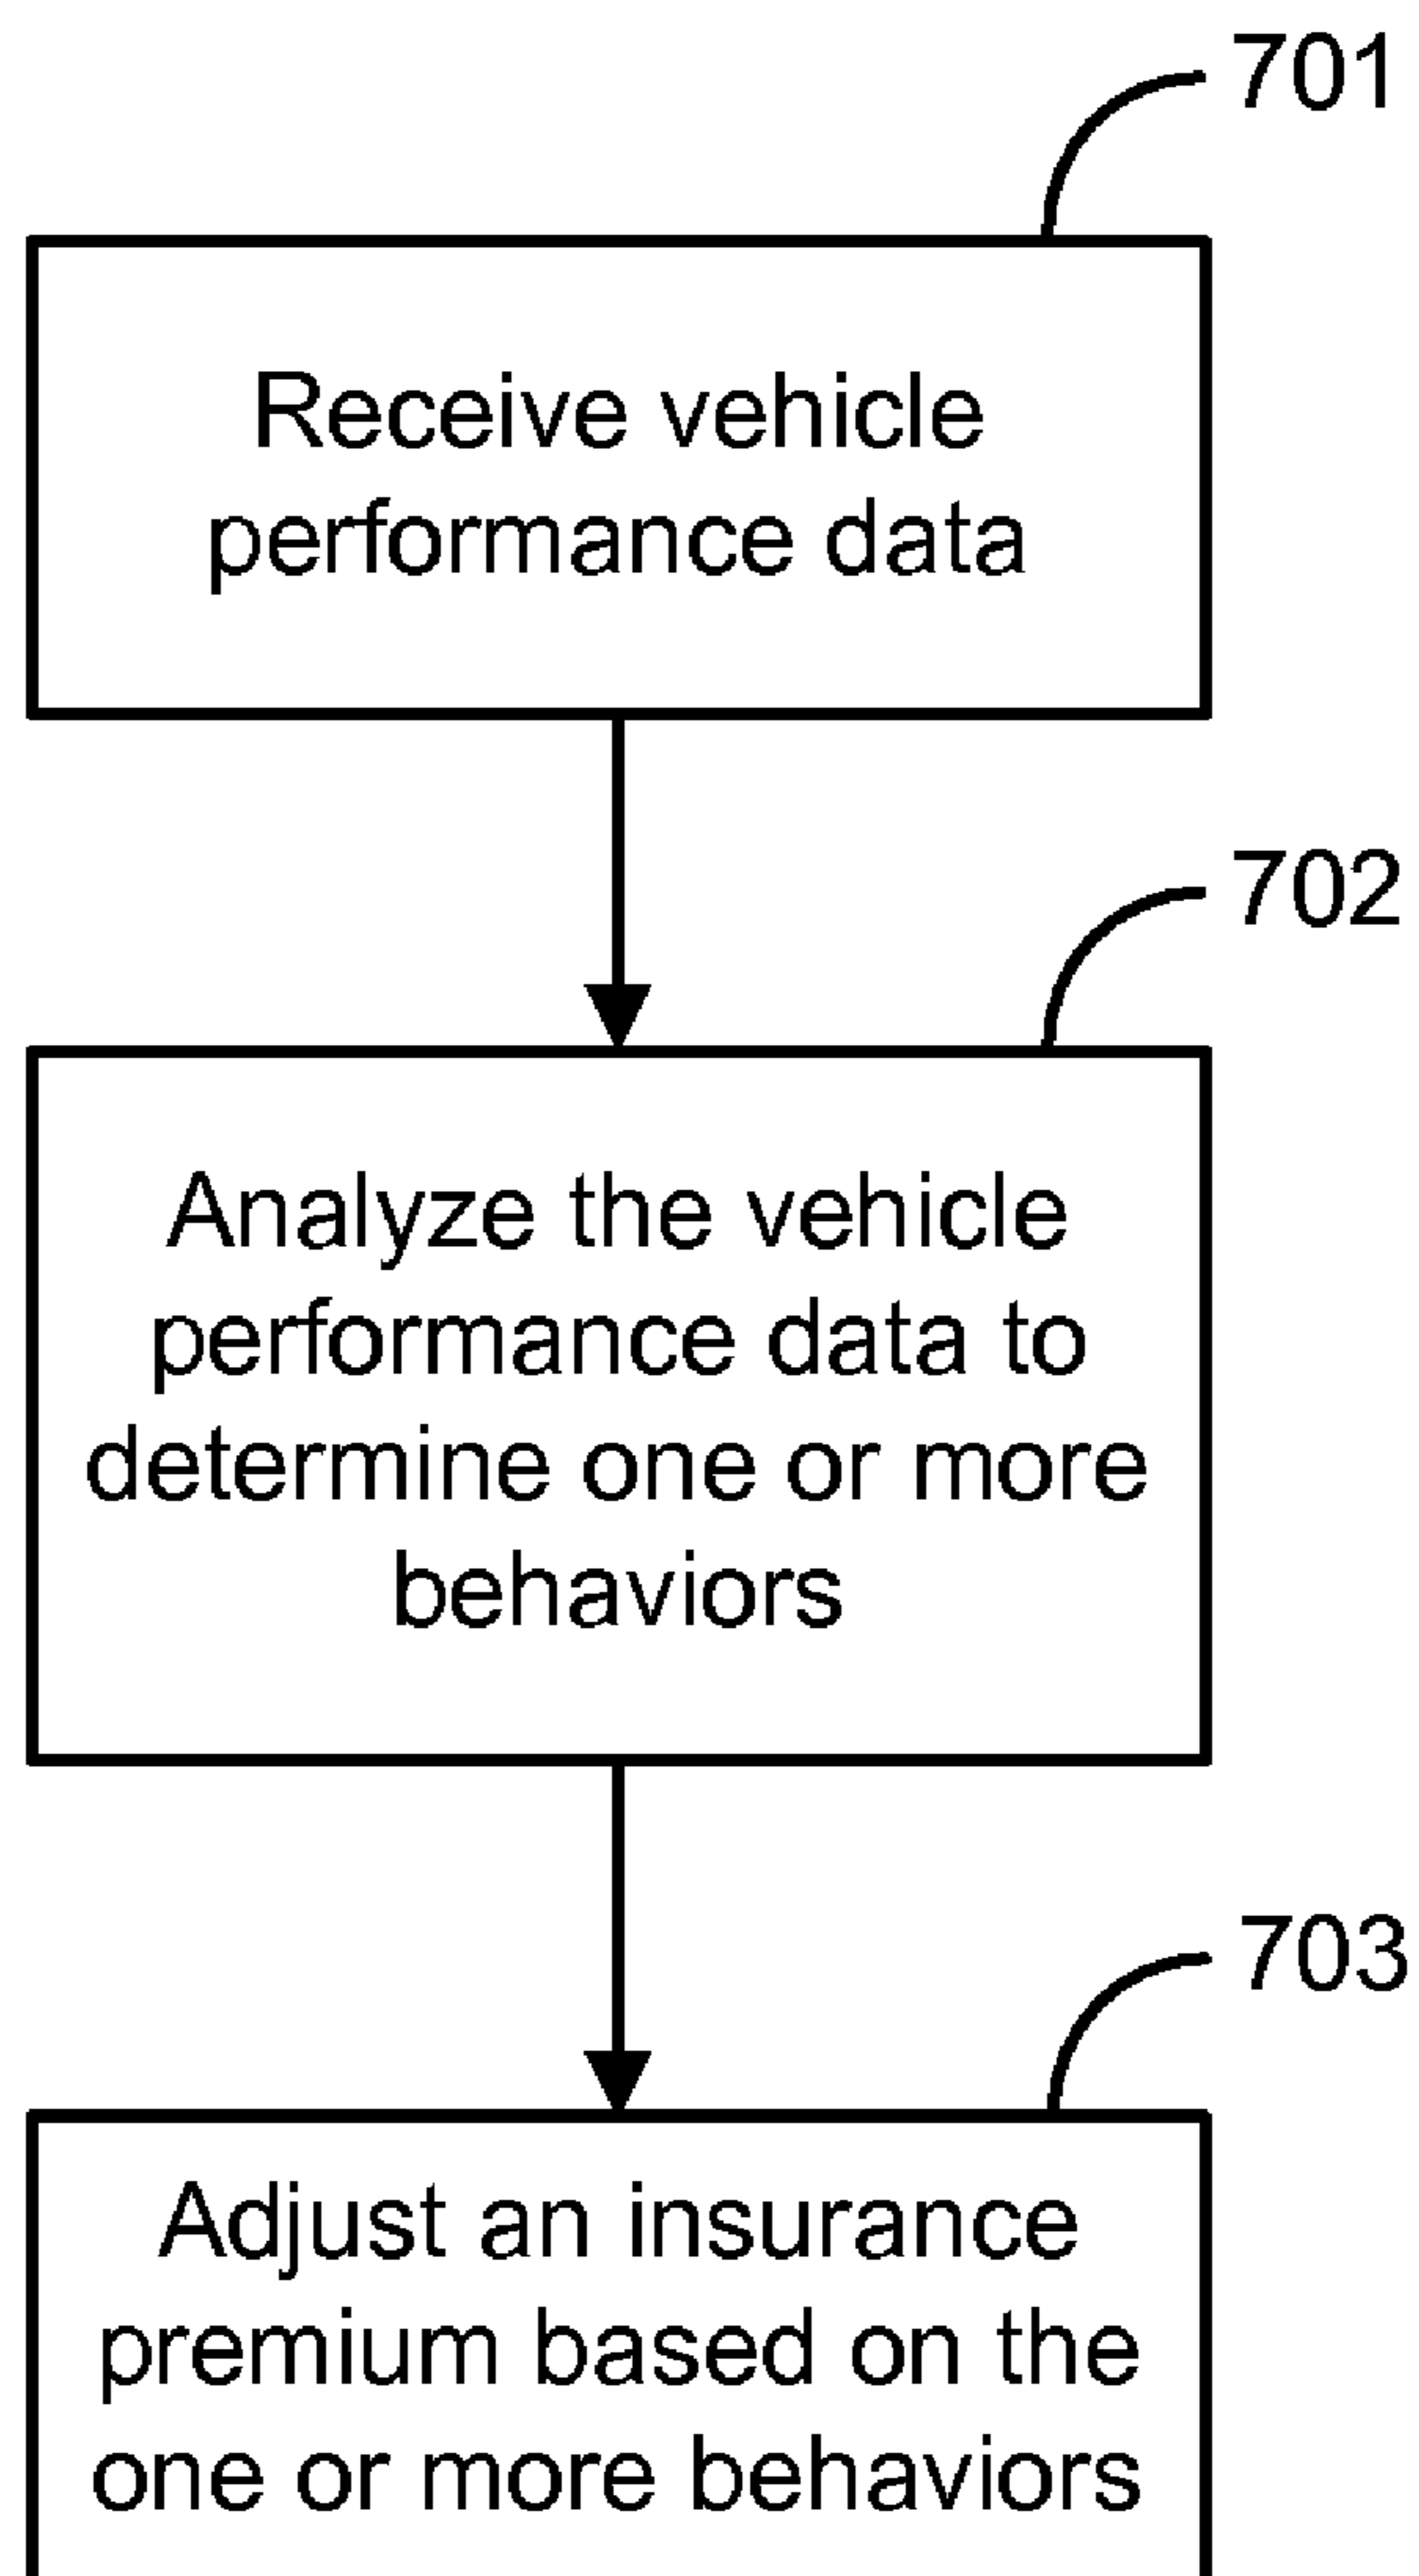 701
Receive vehicle
performance data
702
Analyze the vehicle
performance data to
determine one or more
behaviors
703
Adjust an insurance
premium based on the
one or more behaviors